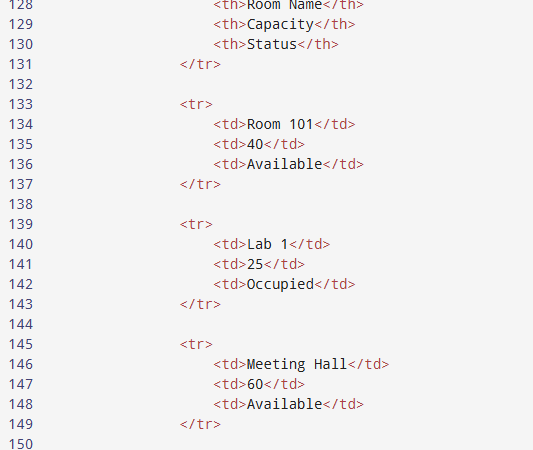 128 <th>Room Name</th>
129 <th>Capacity</th>
130 <th>Status</th>
131 </tr>
132
133 <tr>
134 <td>Room 101</td>
135 <td>40</td>
136 <td>Available</td>
137 </tr>
138
139 <tr>
140 <td>Lab 1</td>
141 <td>25</td>
142 <td>Occupied</td>
143 </tr>
144
145 <tr>
146 <td>Meeting Hall</td>
147 <td>60</td>
148 <td>Available</td>
149 </tr>
150